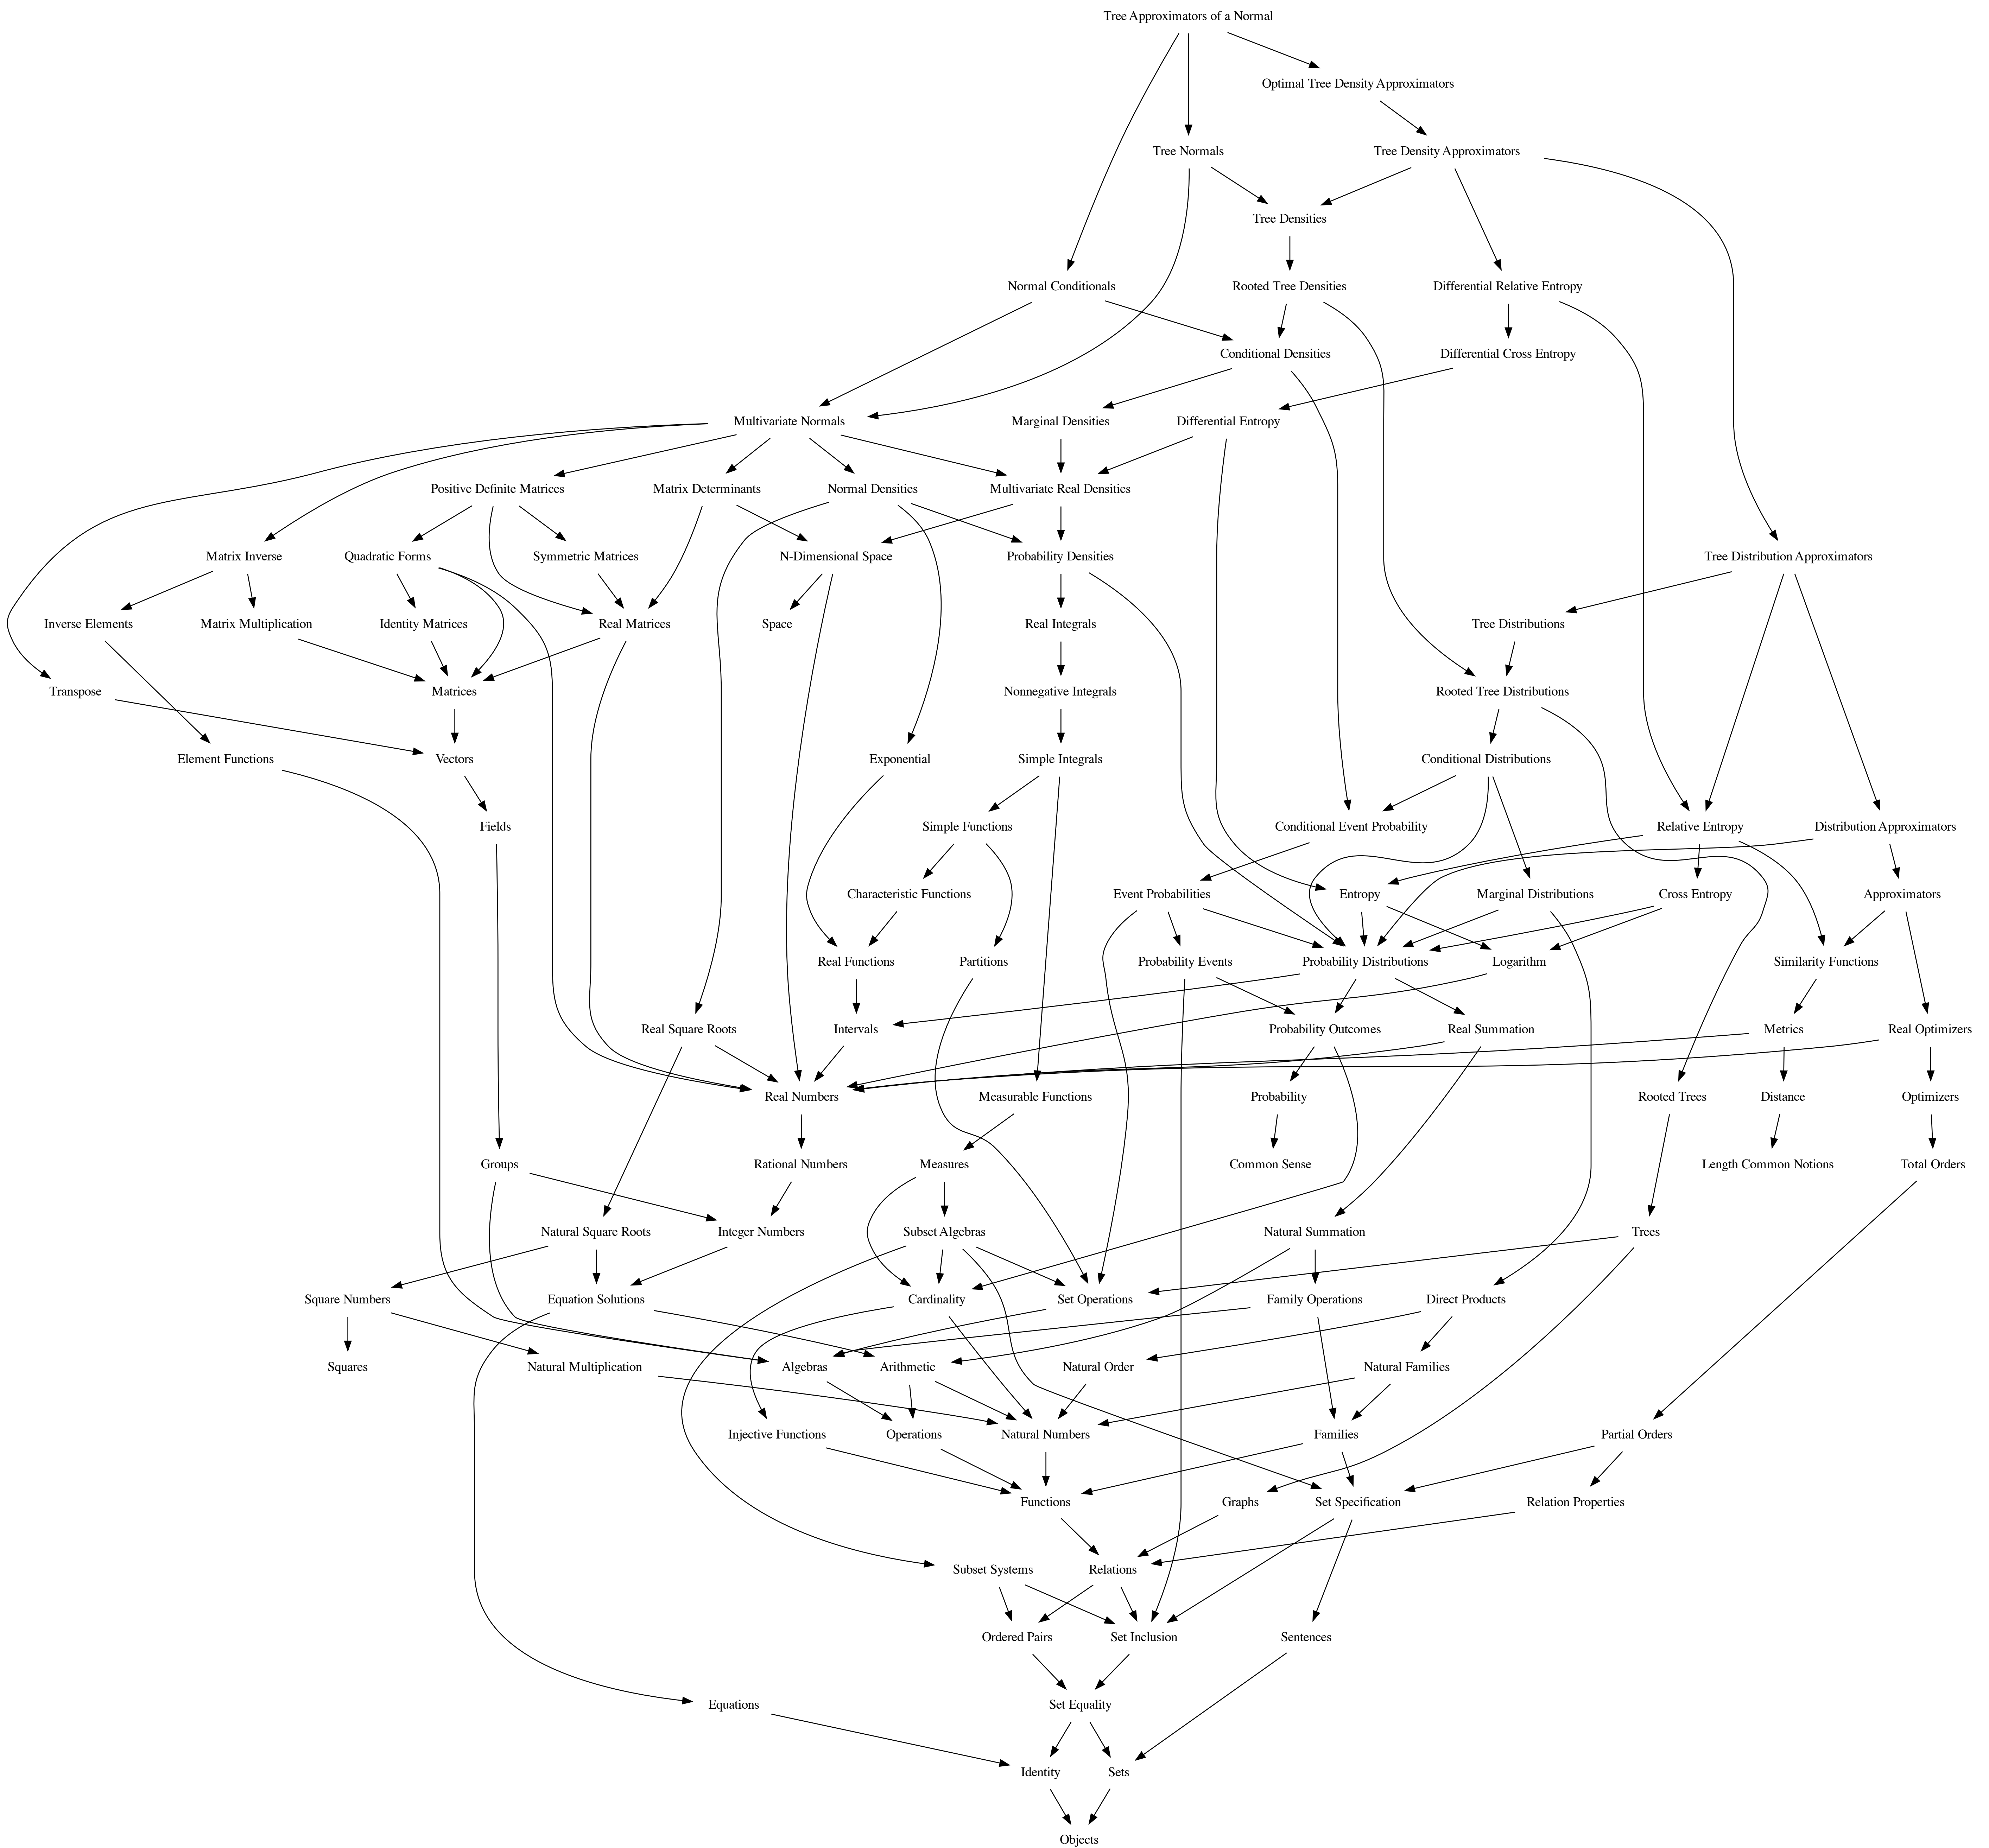 Tree Approximators of a Normal
Optimal Tree Density Approximators
Tree Normals
Tree Density Approximators
Tree Densities
Normal Conditionals
Rooted Tree Densities
Differential Relative Entropy
Conditional Densities
Differential Cross Entropy
Multivariate Normals
Marginal Densities
Differential Entropy
Positive Definite Matrices
Matrix Determinants
Normal Densities
Multivariate Real Densities
Matrix Inverse
Quadratic Forms
Symmetric Matrices
N-Dimensional Space
Probability Densities
Tree Distribution Approximators
Inverse Elements
Matrix Multiplication
Identity Matrices
Real Matrices
Space
Real Integrals
Tree Distributions
Transpose
Matrices
Nonnegative Integrals
Rooted Tree Distributions
Element Functions
Vectors
Exponential
Simple Integrals
Conditional Distributions
Fields
Simple Functions
Conditional Event Probability
Relative Entropy
Distribution Approximators
Characteristic Functions
Event Probabilities
Entropy
Marginal Distributions
Cross Entropy
Approximators
Real Functions
Partitions
Probability Events
Probability Distributions
Logarithm
Similarity Functions
Real Square Roots
Intervals
Probability Outcomes
Real Summation
Metrics
Real Optimizers
Real Numbers
Measurable Functions
Probability
Rooted Trees
Distance
Optimizers
Groups
Rational Numbers
Measures
Common Sense
Length Common Notions
Total Orders
Natural Square Roots
Integer Numbers
Subset Algebras
Natural Summation
Trees
Square Numbers
Equation Solutions
Cardinality
Set Operations
Family Operations
Direct Products
Squares
Natural Multiplication
Algebras
Arithmetic
Natural Order
Natural Families
Injective Functions
Operations
Natural Numbers
Families
Partial Orders
Functions
Graphs
Set Specification
Relation Properties
Subset Systems
Relations
Ordered Pairs
Set Inclusion
Sentences
Equations
Set Equality
Identity
Sets
Objects